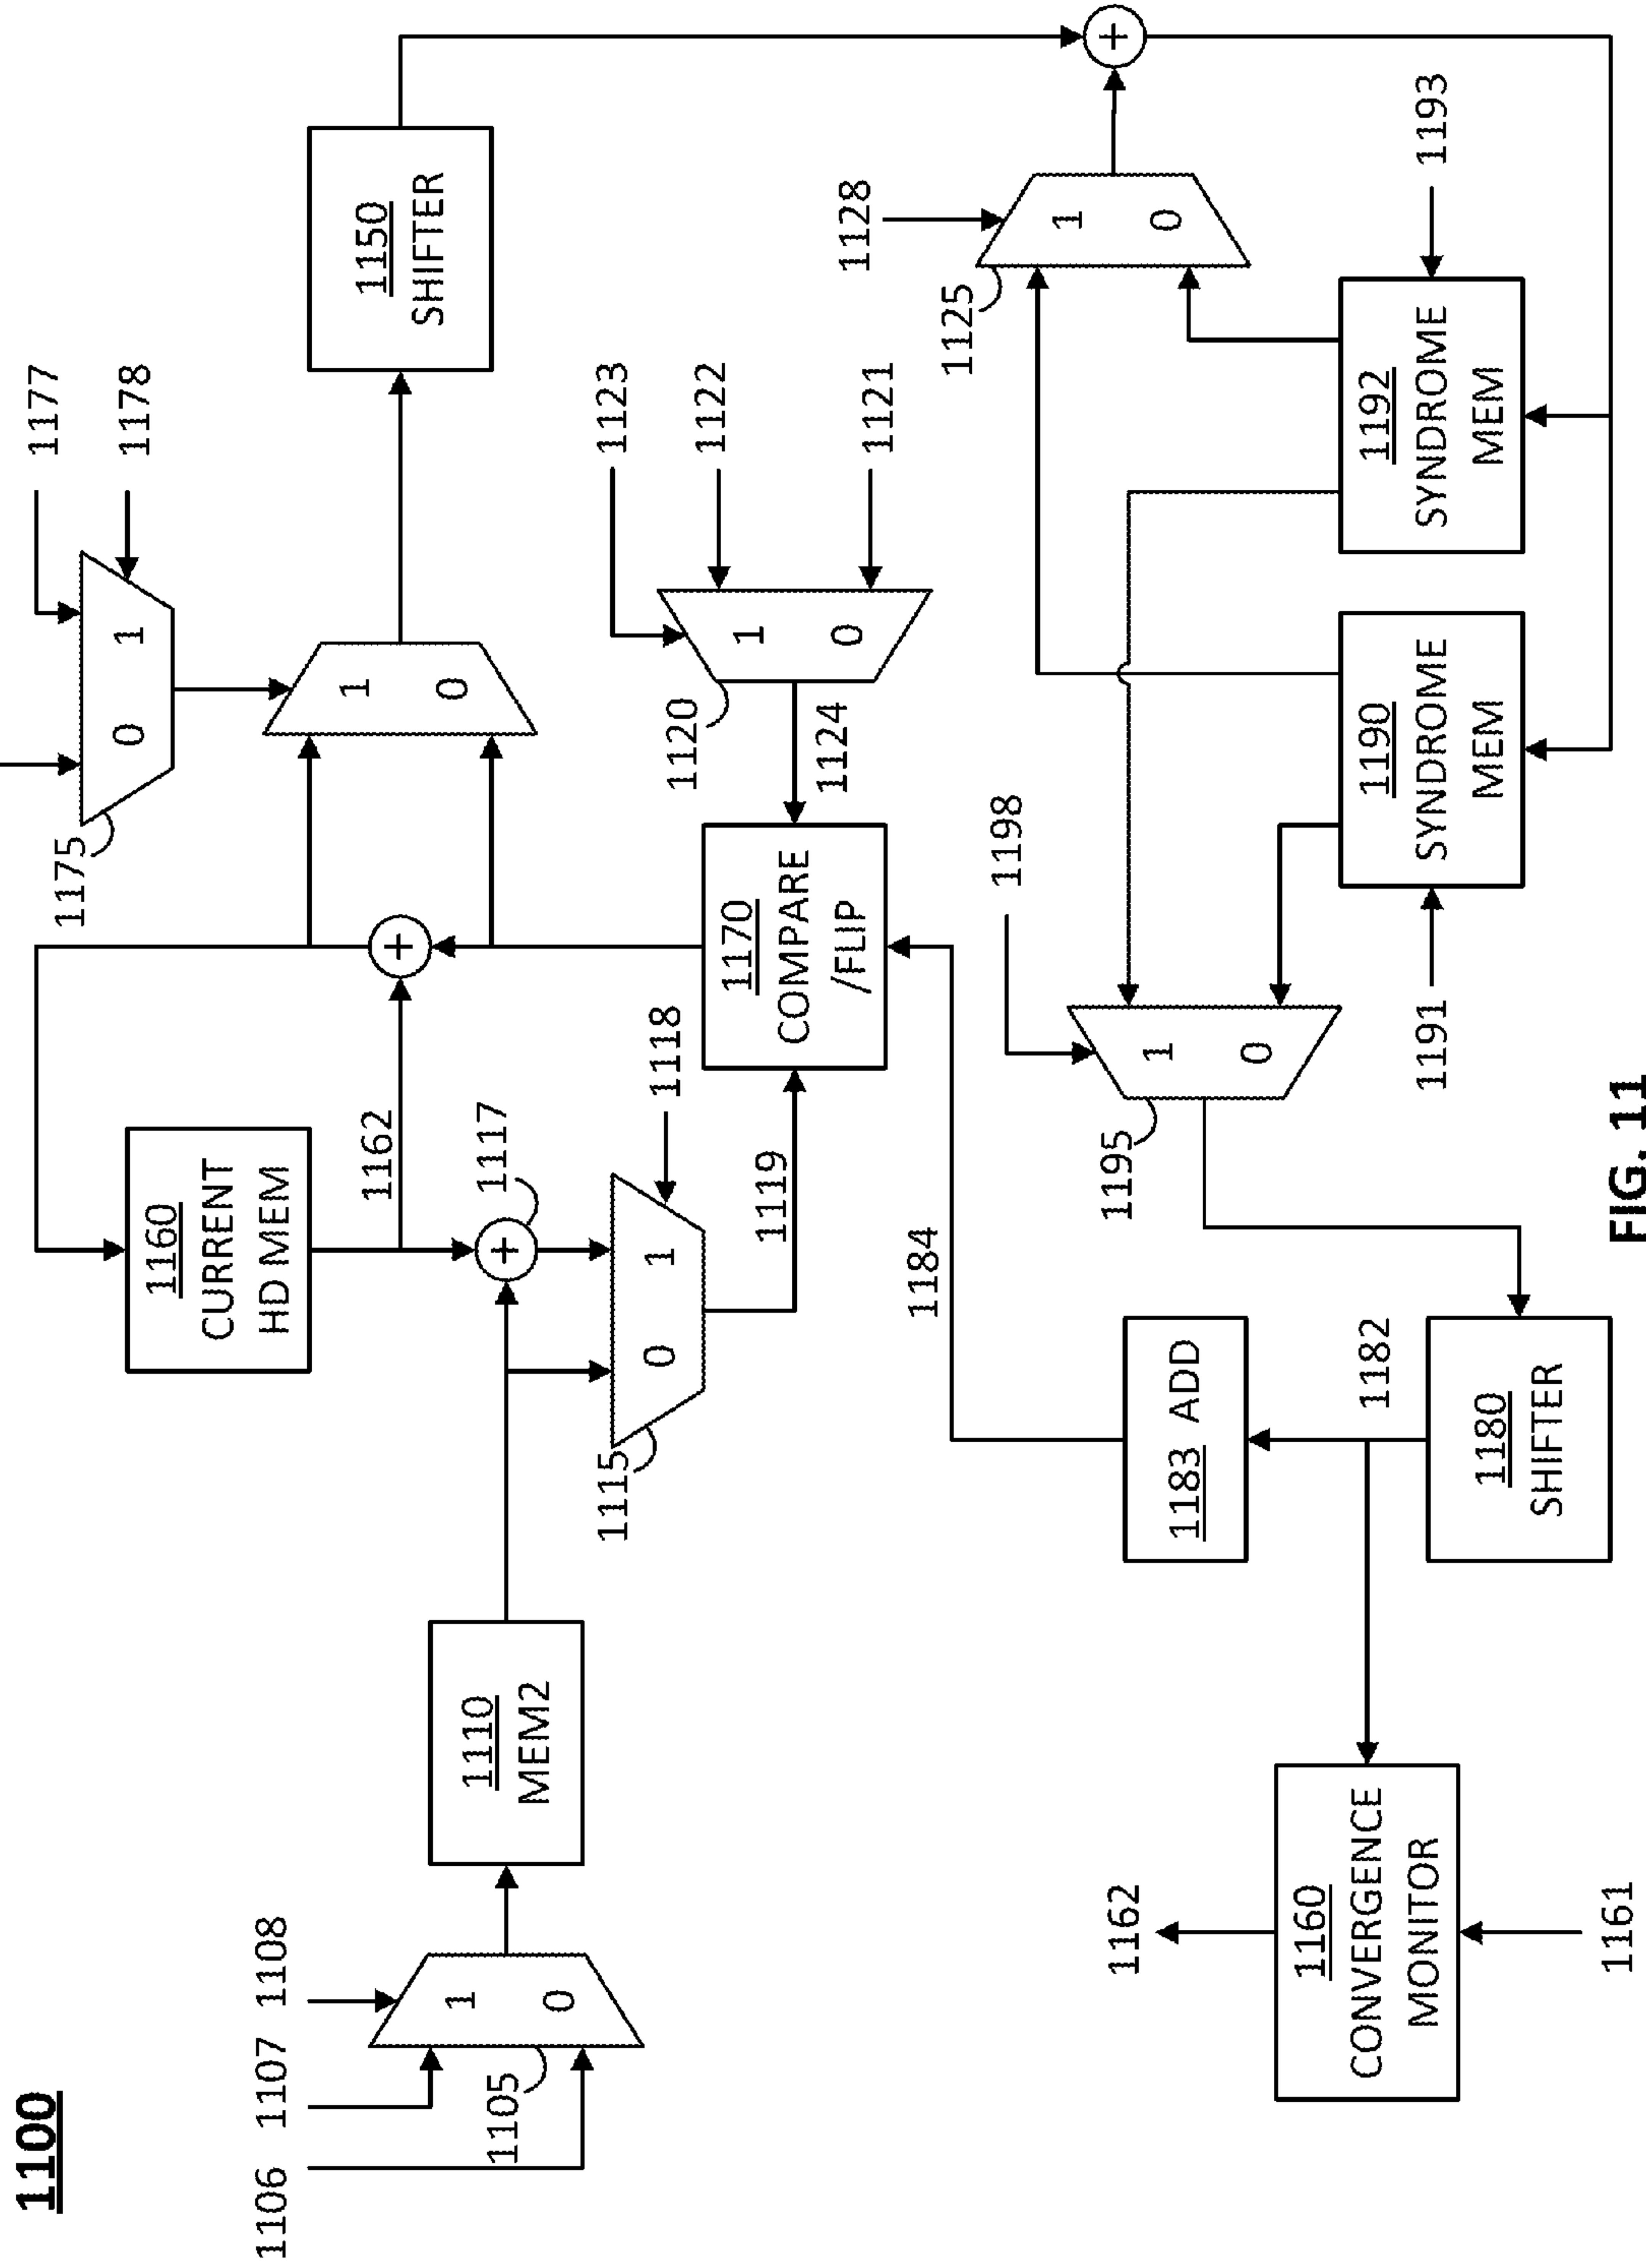 1100
1177
1175
1178
0 1
1160
CURRENT
HD MEM
1106 1107 1108
1 0
1105
1110
MEM2
1162
+
1
0
1150
SHIFTER
+
1117
1115
0 1
1118
1119
1123
1122
1121
1120
1
0
1124
1170
COMPARE
/FLIP
1184
1128
1125
1
0
+
1198
1195
1
0
1183 ADD
1162
1160
CONVERGENCE
MONITOR
1161
1182
1180
SHIFTER
1191
1190
SYNDROME
MEM
1192
SYNDROME
MEM
1193
FIG. 11